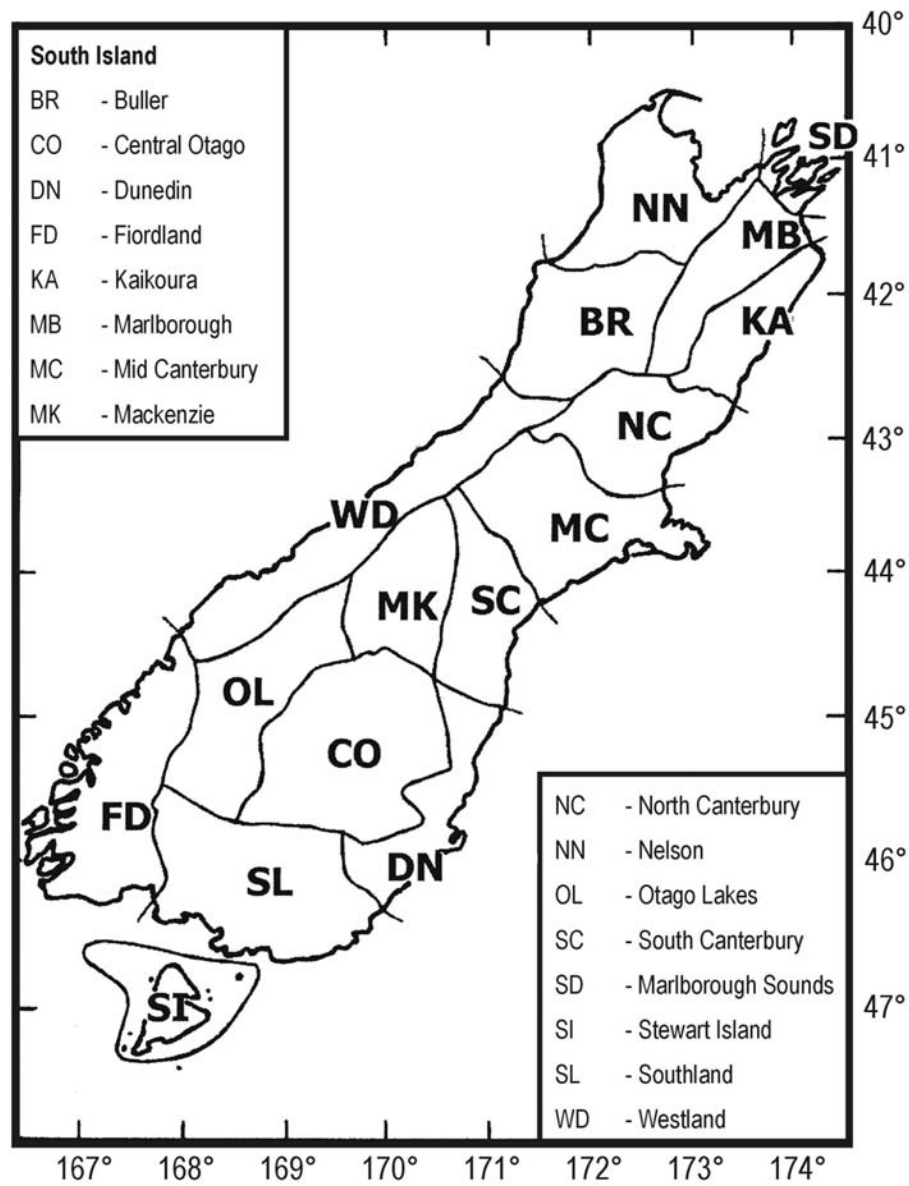 South Island
BR - Buller
CO - Central Otago
DN - Dunedin
FD - Fiordland
KA - Kaikoura
MB - Marlborough
MC - Mid Canterbury
MK - Mackenzie
40°
SD
41°
NN
MB
42°
BR
KA
NC
43°
WD
MC
44°
MK
SC
OL
45°
CO
FD
46°
SL
DN
SI
47°
NC - North Canterbury
NN - Nelson
OL - Otago Lakes
SC - South Canterbury
SD - Marlborough Sounds
SI - Stewart Island
SL - Southland
WD - Westland
167° 168° 169° 170° 171° 172° 173° 174°